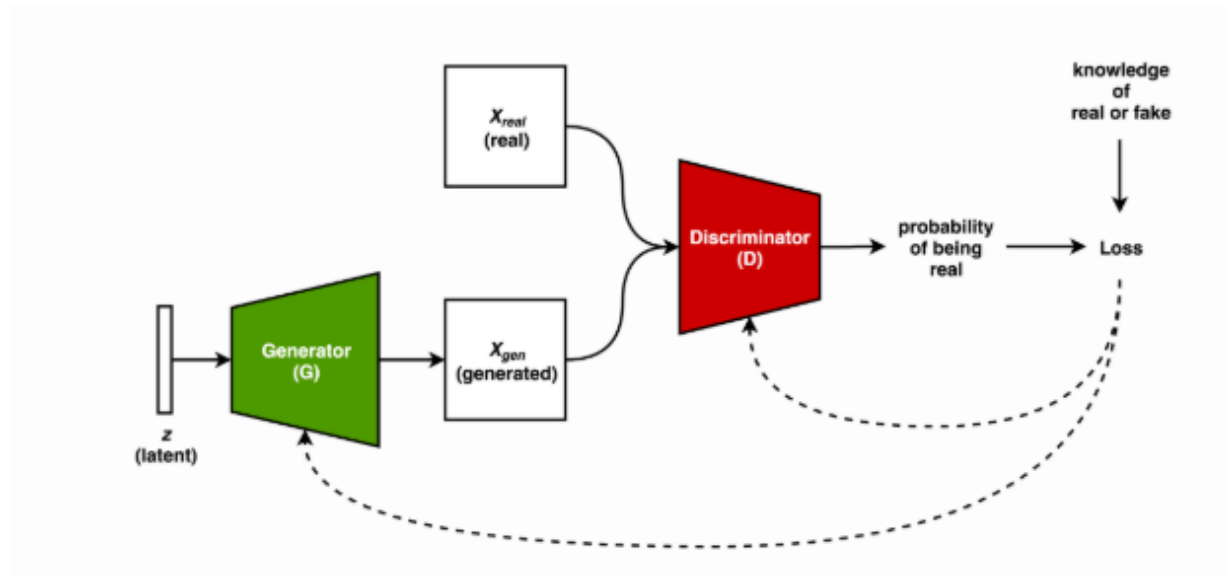 X_real
(real)
knowledge
of
real or fake
Discriminator
(D)
probability
of being
real
Loss
Generator
(G)
X_gen
(generated)
z
(latent)